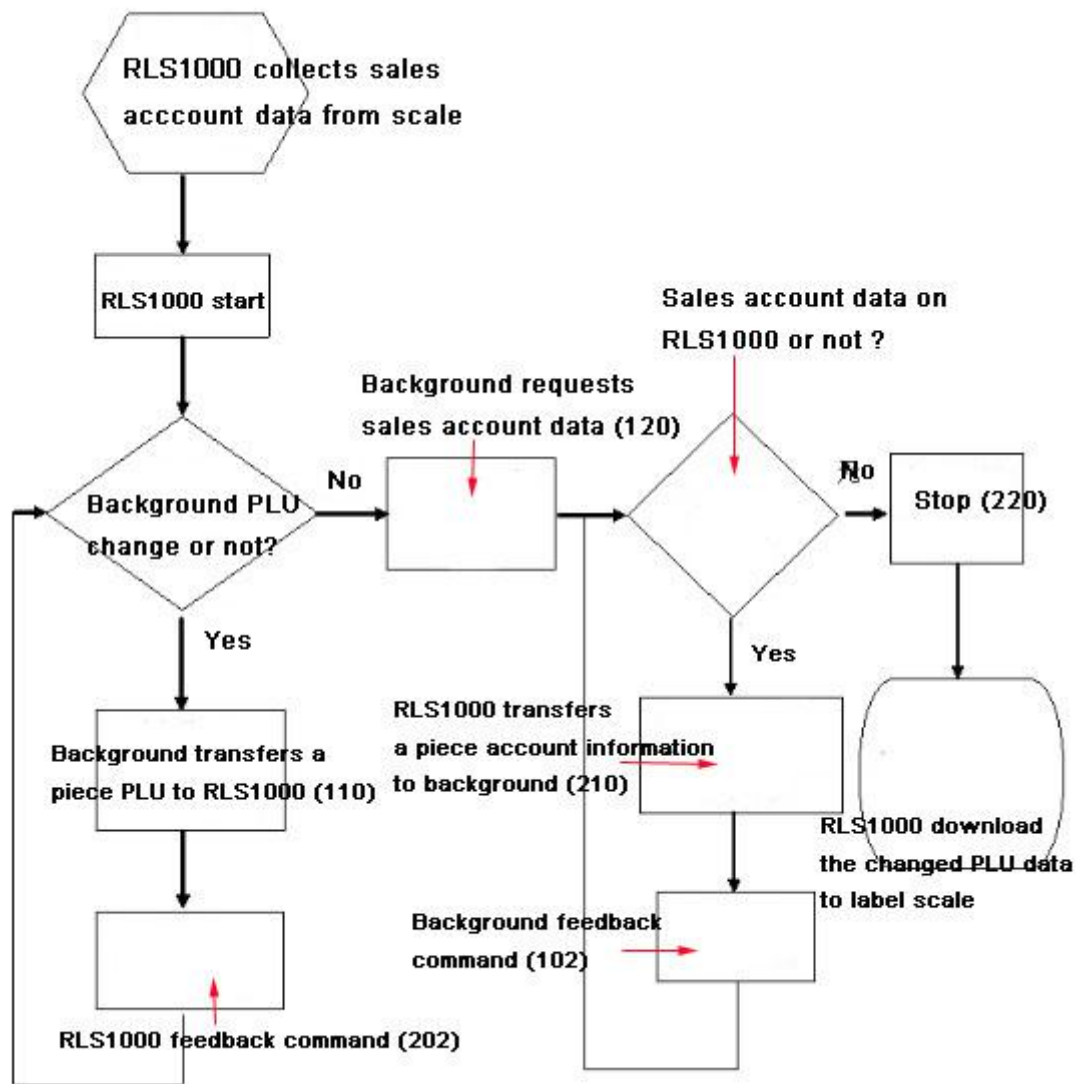 RLS1000 collects sales
acccount data from scale
RLS1000 start
Sales account data on
RLS1000 or not ?
Background requests
sales account data (120)
No
No
Background PLU
change or not?
Stop (220)
Yes
Yes
RLS1000 transfers
a piece account information
to background (210)
Background transfers a
piece PLU to RLS1000 (110)
RLS1000 download
the changed PLU data
to label scale
Background feedback
command (102)
RLS1000 feedback command (202)